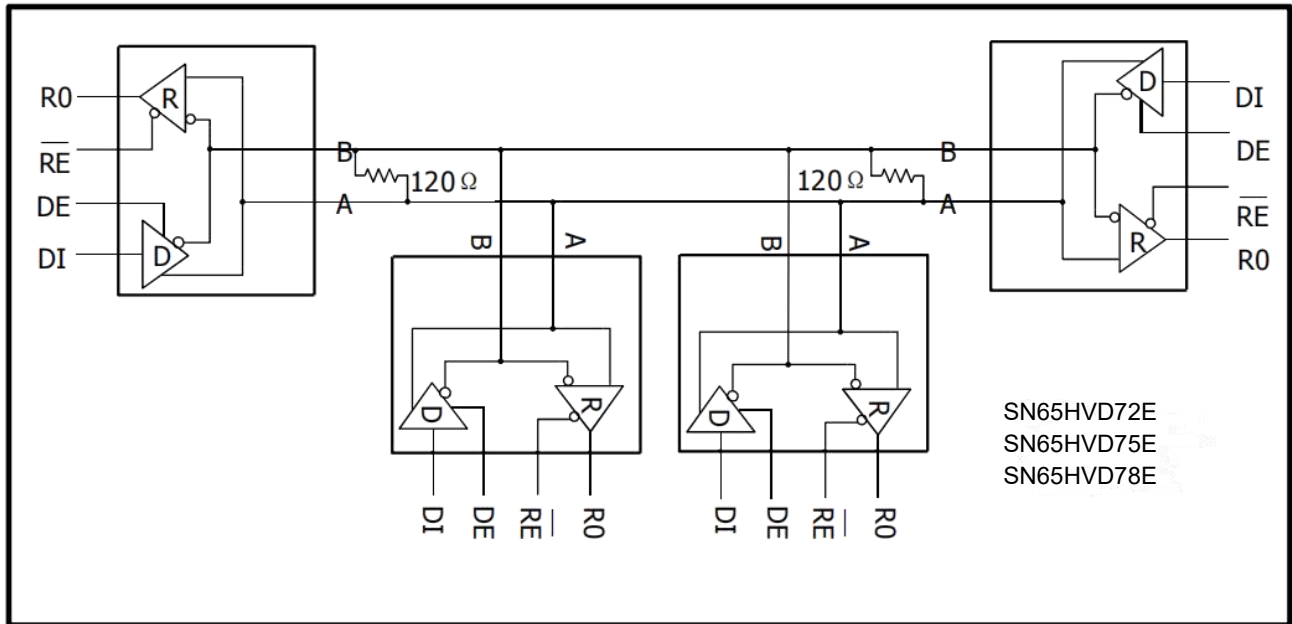 R0
R
RE
DE
DI
D
B
120 Ω
A
120 Ω
B
A
D
DI
DE
RE
R
R0
B
A
D
R
DI
DE
RE
R0
B
A
D
R
DI
DE
RE
R0
SN65HVD72E
SN65HVD75E
SN65HVD78E